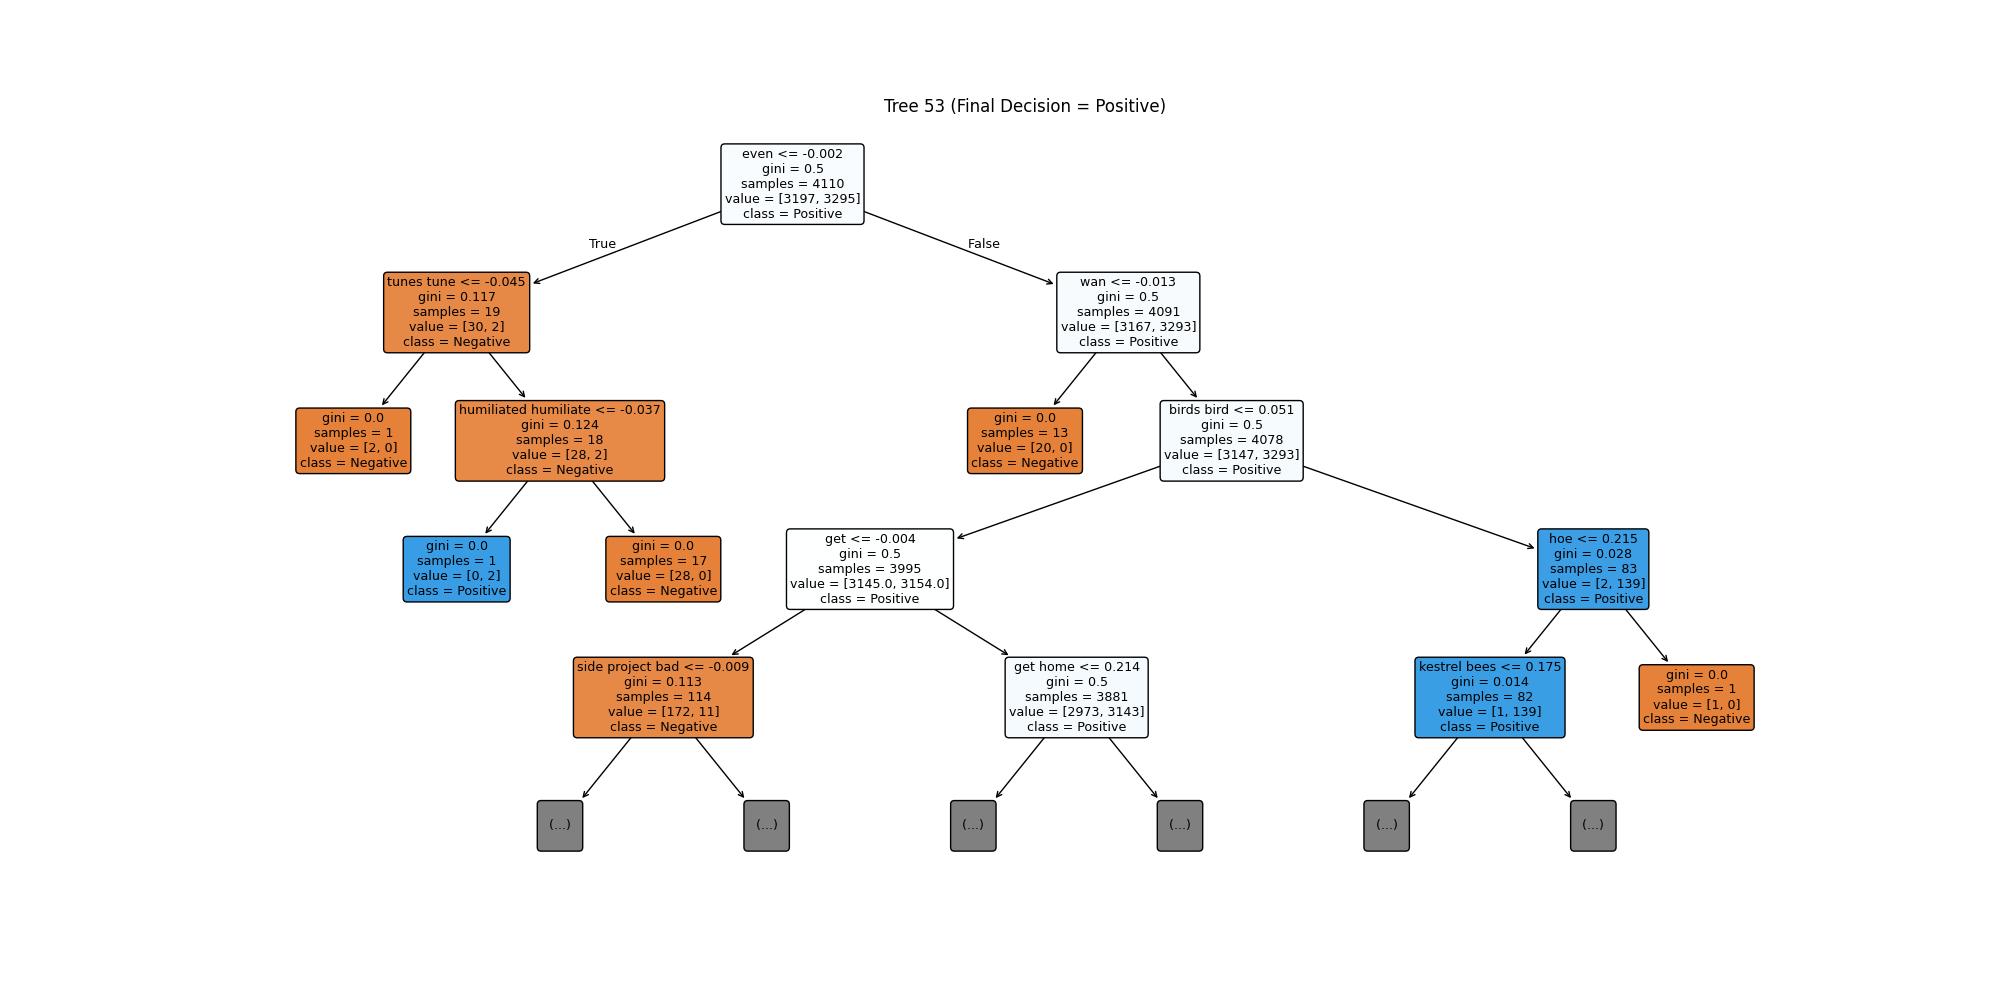 Tree 53 (Final Decision = Positive)
even <= -0.002
gini = 0.5
samples = 4110
value = [3197, 3295]
class = Positive
True
False
tunes tune <= -0.045
gini = 0.117
samples = 19
value = [30, 2]
class = Negative
wan <= -0.013
gini = 0.5
samples = 4091
value = [3167, 3293]
class = Positive
gini = 0.0
samples = 1
value = [2, 0]
class = Negative
humiliated humiliate <= -0.037
gini = 0.124
samples = 18
value = [28, 2]
class = Negative
gini = 0.0
samples = 13
value = [20, 0]
class = Negative
birds bird <= 0.051
gini = 0.5
samples = 4078
value = [3147, 3293]
class = Positive
gini = 0.0
samples = 1
value = [0, 2]
class = Positive
gini = 0.0
samples = 17
value = [28, 0]
class = Negative
get <= -0.004
gini = 0.5
samples = 3995
value = [3145.0, 3154.0]
class = Positive
hoe <= 0.215
gini = 0.028
samples = 83
value = [2, 139]
class = Positive
side project bad <= -0.009
gini = 0.113
samples = 114
value = [172, 11]
class = Negative
get home <= 0.214
gini = 0.5
samples = 3881
value = [2973, 3143]
class = Positive
kestrel bees <= 0.175
gini = 0.014
samples = 82
value = [1, 139]
class = Positive
gini = 0.0
samples = 1
value = [1, 0]
class = Negative
(...)
(...)
(...)
(...)
(...)
(...)